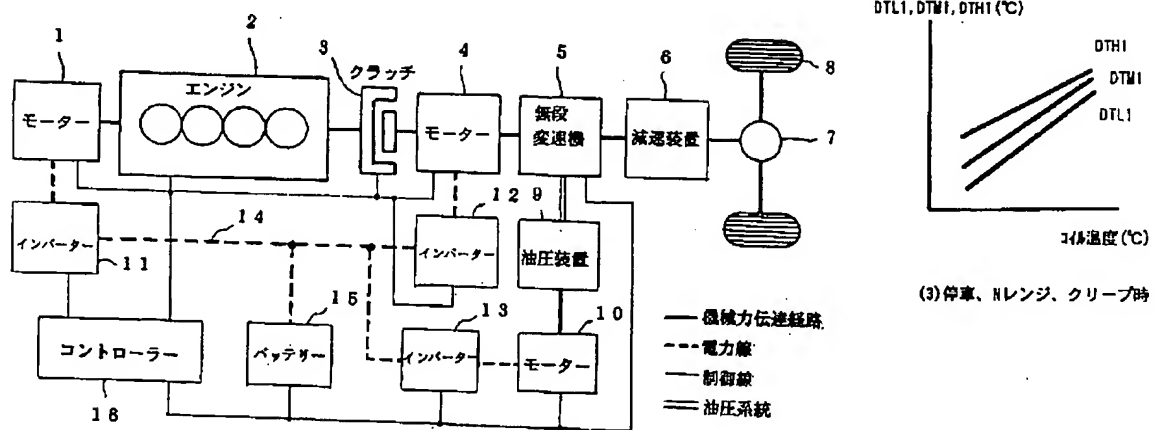 1
2
3
4
5
6
クラッチ
エンジン
モーター
モーター
無段
変速機
減速装置
8
7
14
12
9
インバーター
11
インバーター
油圧装置
15
13
10
コントローラー
バッテリー
インバーター
モーター
16
機械力伝達経路
電力線
制御線
油圧系統
DTL1, DTM1, DTH1(℃)
DTH1
DTM1
DTL1
コイル温度(℃)
(3)停車、Nレンジ、クリープ時